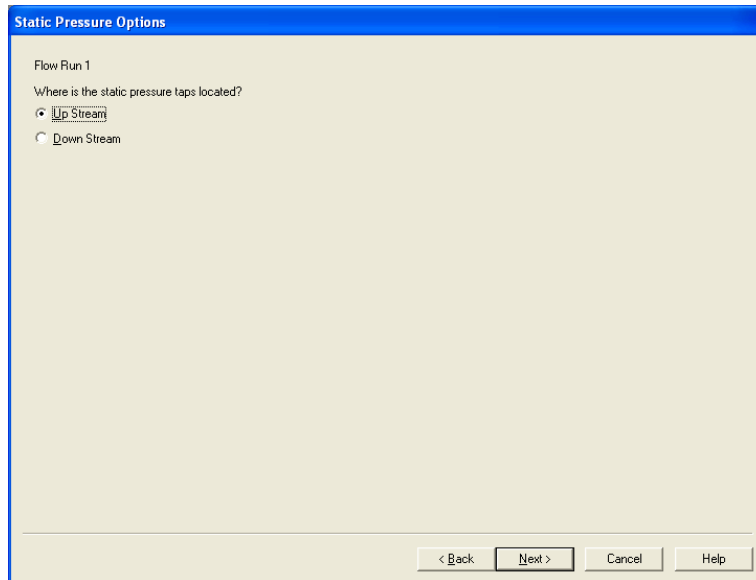 Static Pressure Options
Flow Run 1
Where is the static pressure taps located?
Up Stream
Down Stream
< Back Next > Cancel Help